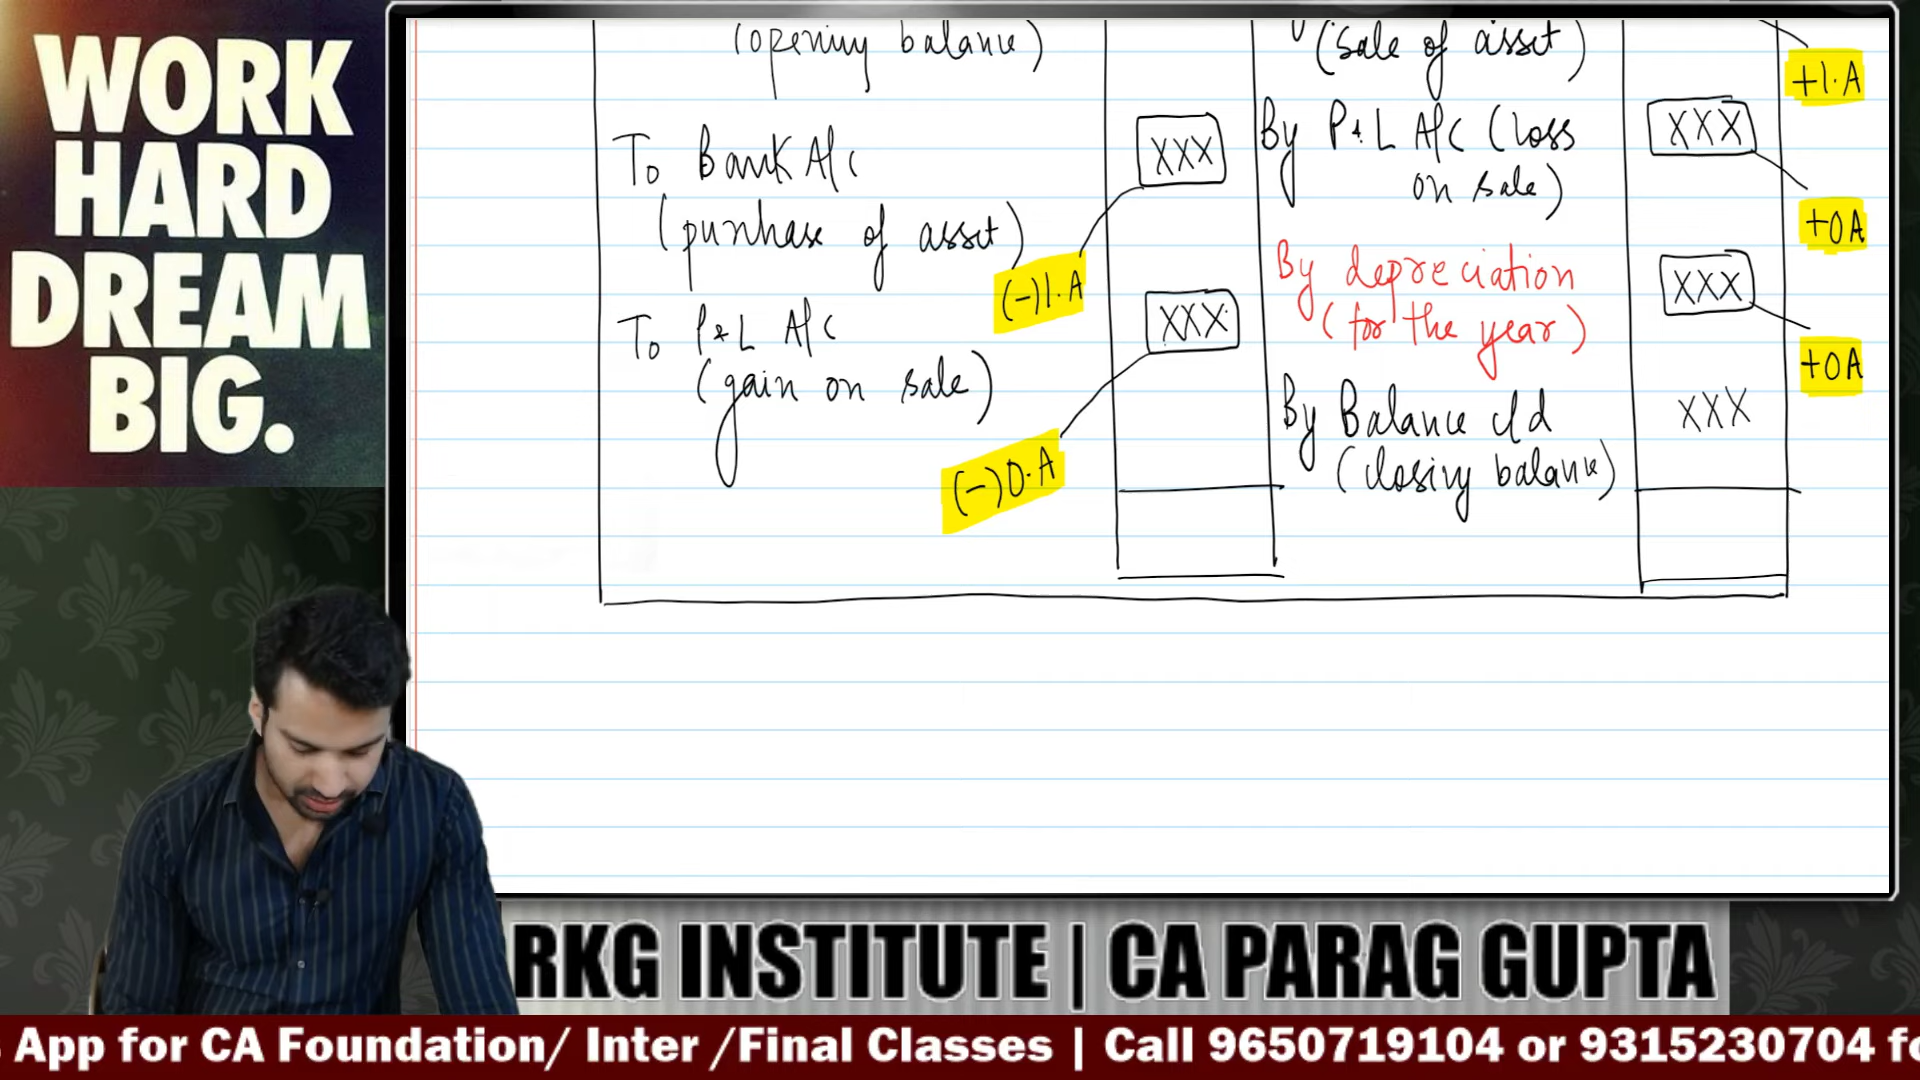 WORK
HARD
DREAM
BIG.
(opening balance)
To Bank A/c
(purchase of asset)
XXX
(-)I.A
To P&L A/c
(gain on sale)
XXX
(-)O.A
(sale of asset)
+I.A
By P&L A/C (loss
on sale)
XXX
+OA
By depreciation
(for the year)
XXX
+OA
By Balance c/d
(closing balance)
XXX
RKG INSTITUTE | CA PARAG GUPTA
App for CA Foundation/ Inter /Final Classes | Call 9650719104 or 9315230704